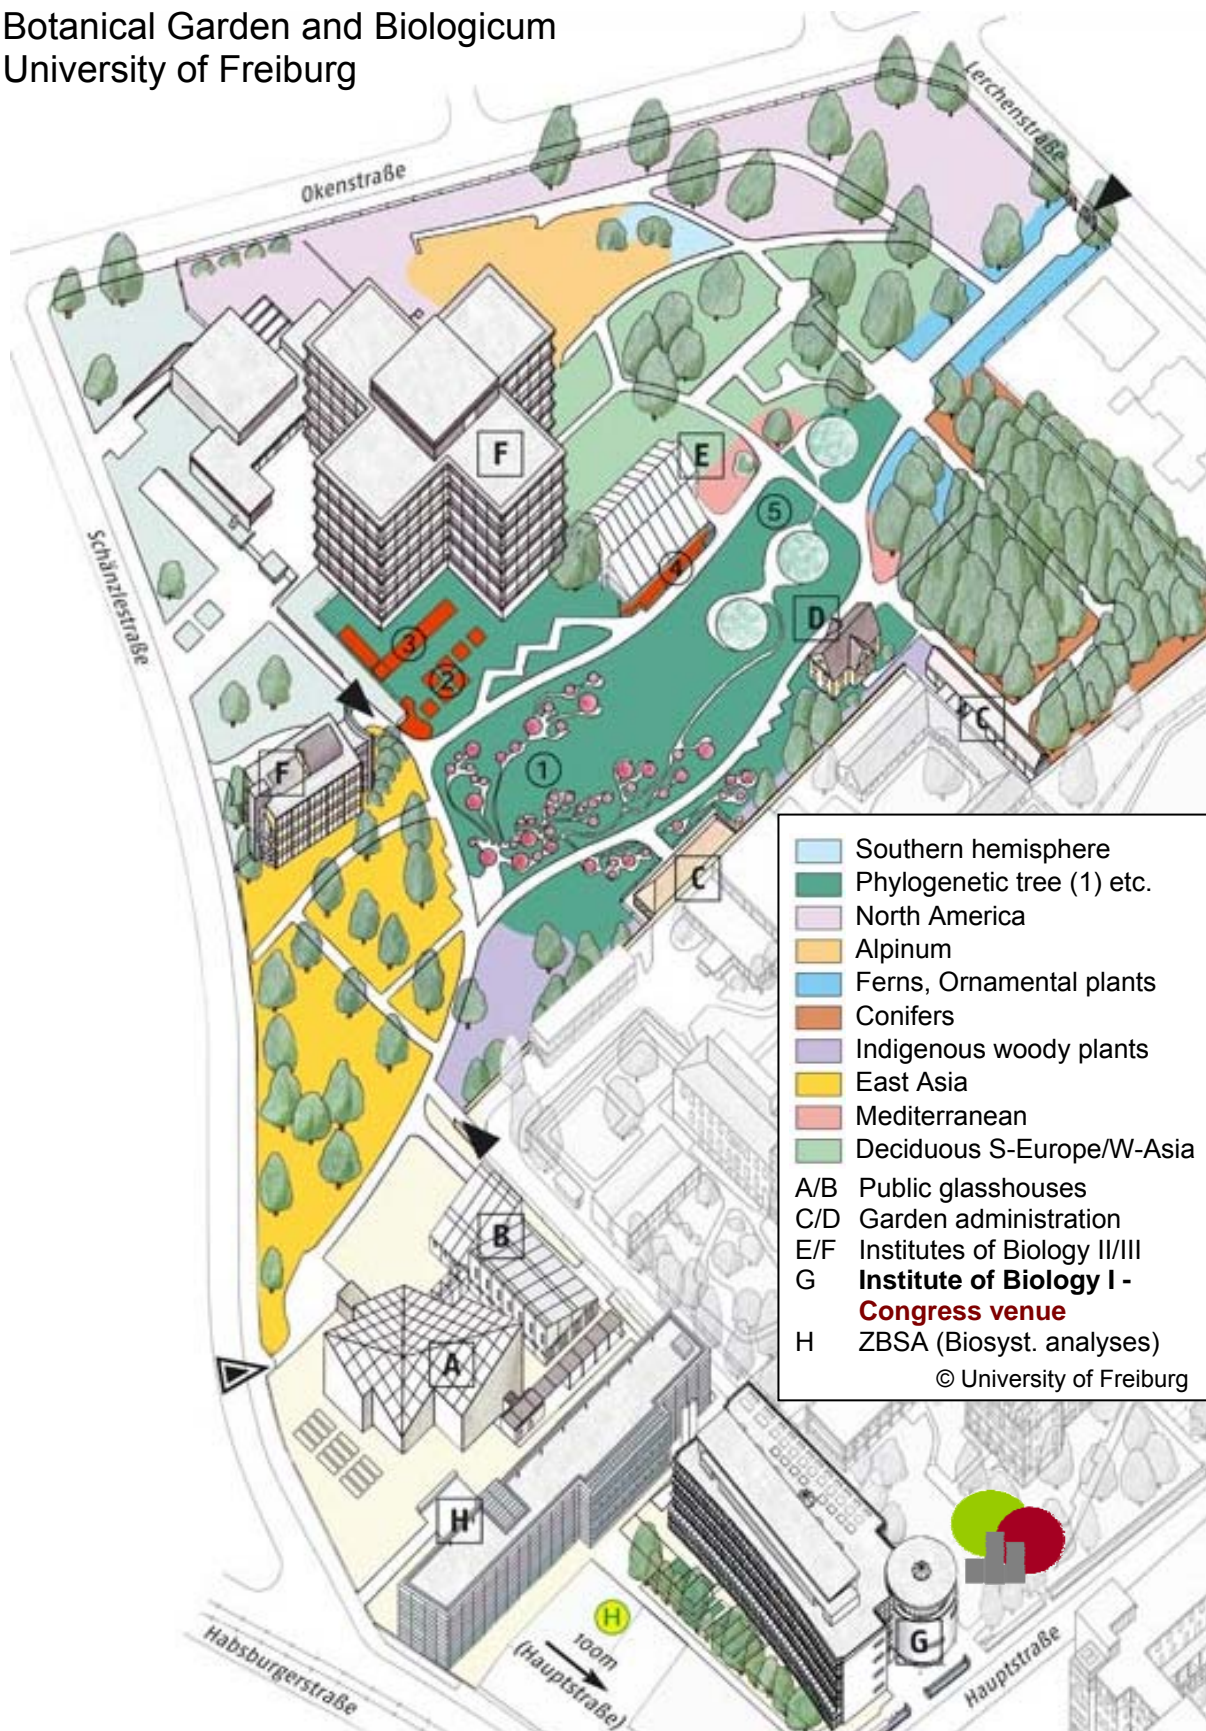 Botanical Garden and Biologicum
University of Freiburg
Lerchenstraße
Okenstraße
F
E
5
4
Schänzlestraße
D
3
2
C
F
1
C
Southern hemisphere
Phylogenetic tree (1) etc.
North America
Alpinum
Ferns, Ornamental plants
Conifers
Indigenous woody plants
East Asia
Mediterranean
Deciduous S-Europe/W-Asia
A/B Public glasshouses
C/D Garden administration
E/F Institutes of Biology II/III
G Institute of Biology I -
Congress venue
H ZBSA (Biosyst. analyses)
© University of Freiburg
B
A
H
H
100m
(Hauptstraße)
G
Habsburgerstraße
Hauptstraße